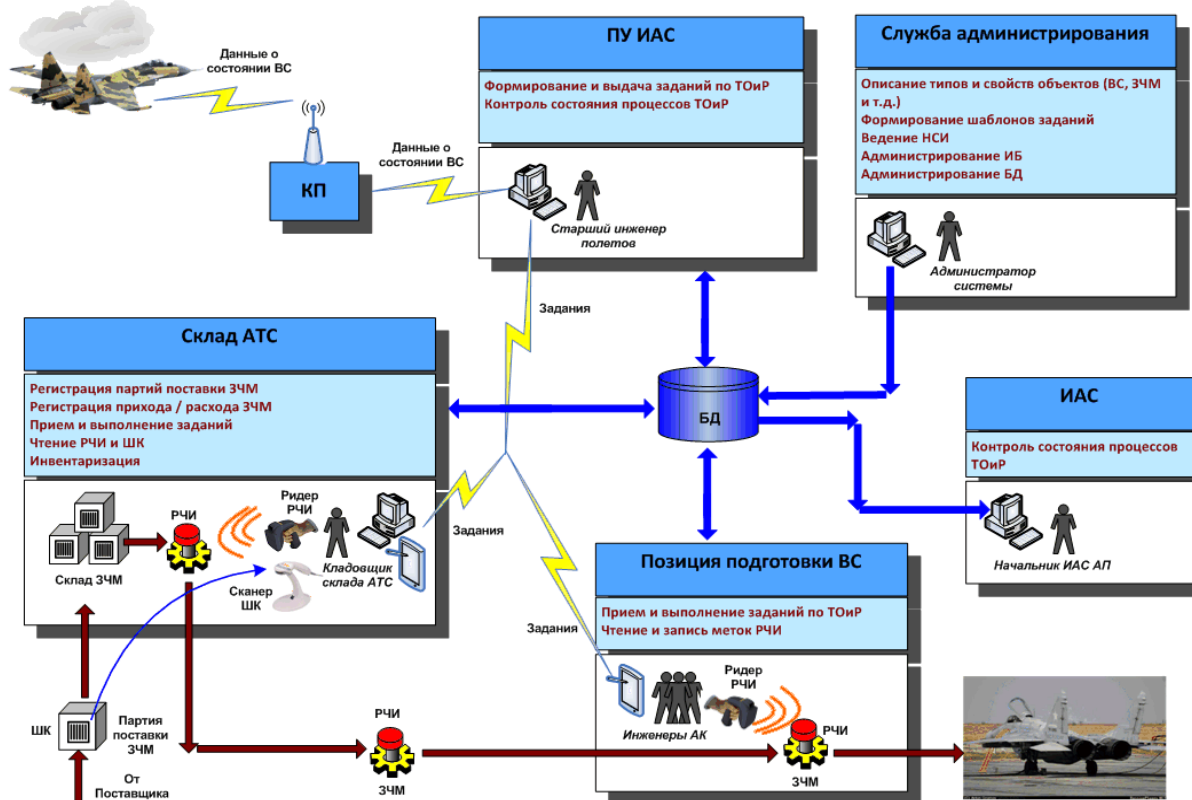 Данные о
состоянии ВС
КП
Данные о
состоянии ВС
ПУ ИАС
Формирование и выдача заданий по ТОиР
Контроль состояния процессов ТОиР
Старший инженер
полетов
Служба администрирования
Описание типов и свойств объектов (ВС, ЗЧМ
и т.д.)
Формирование шаблонов заданий
Ведение НСИ
Администрирование ИБ
Администрирование БД
Администратор
системы
Задания
Склад АТС
Регистрация партий поставки ЗЧМ
Регистрация прихода / расхода ЗЧМ
Прием и выполнение заданий
Чтение РЧИ и ШК
Инвентаризация
Склад ЗЧМ
РЧИ
Ридер
РЧИ
Сканер
ШК
Кладовщик
склада АТС
Задания
БД
ИАС
Контроль состояния процессов
ТОиР
Начальник ИАС АП
Задания
Позиция подготовки ВС
Прием и выполнение заданий по ТОиР
Чтение и запись меток РЧИ
Инженеры АК
Ридер
РЧИ
РЧИ
ЗЧМ
ШК
Партия
поставки
ЗЧМ
От
Поставщика
РЧИ
ЗЧМ